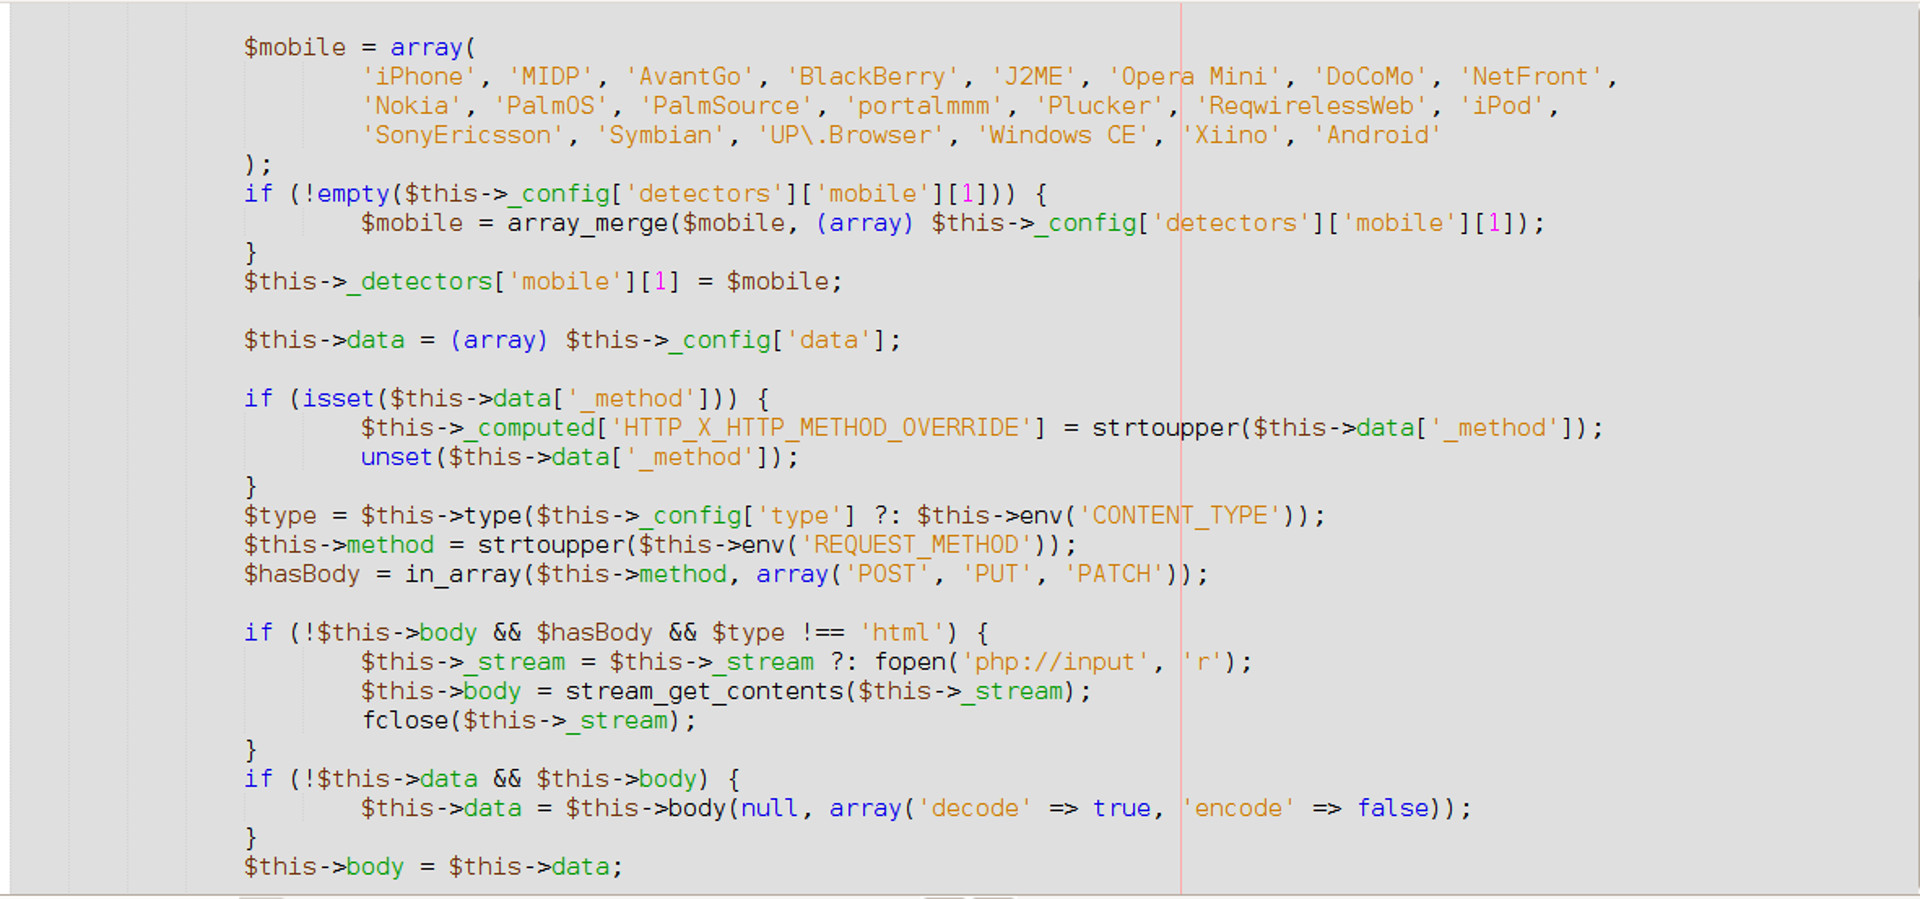 $mobile = array(
'iPhone', 'MIDP', 'AvantGo', 'BlackBerry', 'J2ME', 'Opera Mini', 'DoCoMo', 'NetFront',
'Nokia', 'PalmOS', 'PalmSource', 'portalmmm', 'Plucker', 'ReqwirelessWeb', 'iPod',
'SonyEricsson', 'Symbian', 'UP\.Browser', 'Windows CE', 'Xiino', 'Android'
);
if (!empty($this->_config['detectors']['mobile'][1])) {
$mobile = array_merge($mobile, (array) $this->_config['detectors']['mobile'][1]);
}
$this->_detectors['mobile'][1] = $mobile;
$this->data = (array) $this->_config['data'];
if (isset($this->data['_method'])) {
$this->_computed['HTTP_X_HTTP_METHOD_OVERRIDE'] = strtoupper($this->data['_method']);
unset($this->data['_method']);
}
$type = $this->type($this->_config['type'] ?: $this->env('CONTENT_TYPE'));
$this->method = strtoupper($this->env('REQUEST_METHOD'));
$hasBody = in_array($this->method, array('POST', 'PUT', 'PATCH'));
if (!$this->body && $hasBody && $type !== 'html') {
$this->_stream = $this->_stream ?: fopen('php://input', 'r');
$this->body = stream_get_contents($this->_stream);
fclose($this->_stream);
}
if (!$this->data && $this->body) {
$this->data = $this->body(null, array('decode' => true, 'encode' => false));
}
$this->body = $this->data;